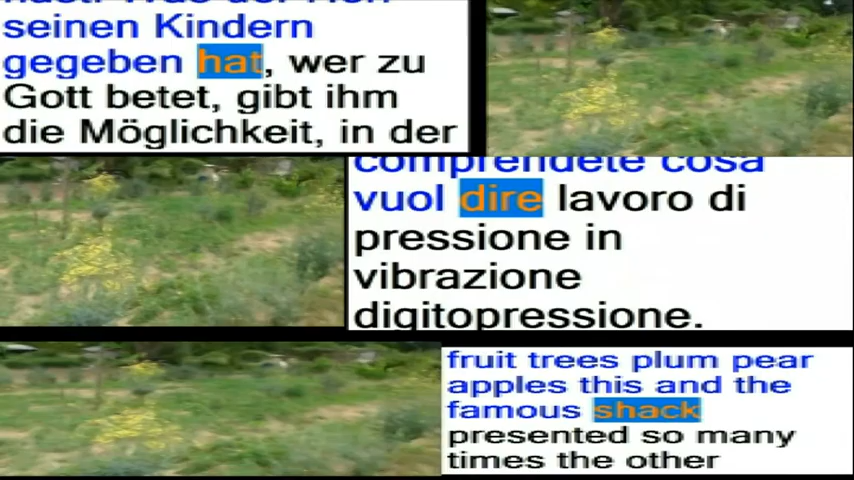 seinen Kindern
gegeben hat, wer zu
Gott betet, gibt ihm
die Möglichkeit, in der
comprendete cosa
vuol dire lavoro di
pressione in
vibrazione
digitopressione.
fruit trees plum pear
apples this and the
famous shack
presented so many
times the other